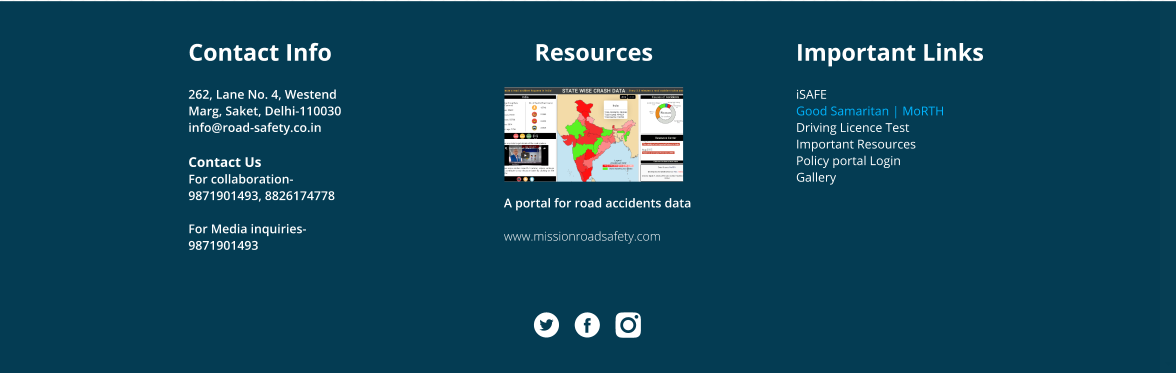 Contact Info
262, Lane No. 4, Westend
Marg, Saket, Delhi-110030
info@road-safety.co.in
Contact Us
For collaboration-
9871901493, 8826174778
For Media inquiries-
9871901493
Resources
STATE WISE CRASH DATA
A portal for road accidents data
www.missionroadsafety.com
Important Links
iSAFE
Good Samaritan | MoRTH
Driving Licence Test
Important Resources
Policy portal Login
Gallery